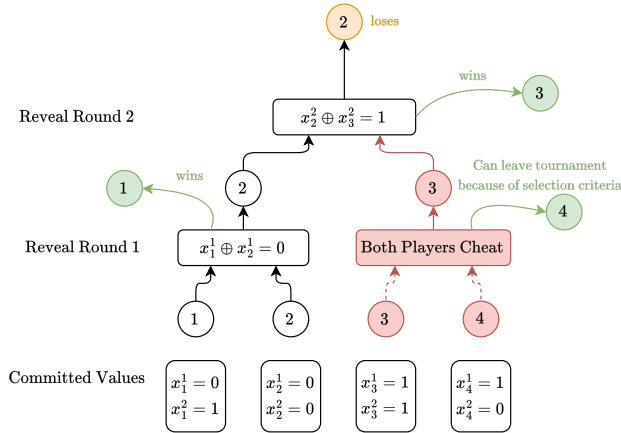 2
loses
wins
3
Reveal Round 2
x_2^2 ⊕ x_3^2 = 1
Can leave tournament
because of selection criteria
wins
1
2
3
4
Reveal Round 1
x_1^1 ⊕ x_2^1 = 0
Both Players Cheat
1
2
3
4
Committed Values
x_1^1 = 0
x_1^2 = 1
x_2^1 = 0
x_2^2 = 0
x_3^1 = 1
x_3^2 = 1
x_4^1 = 1
x_4^2 = 0